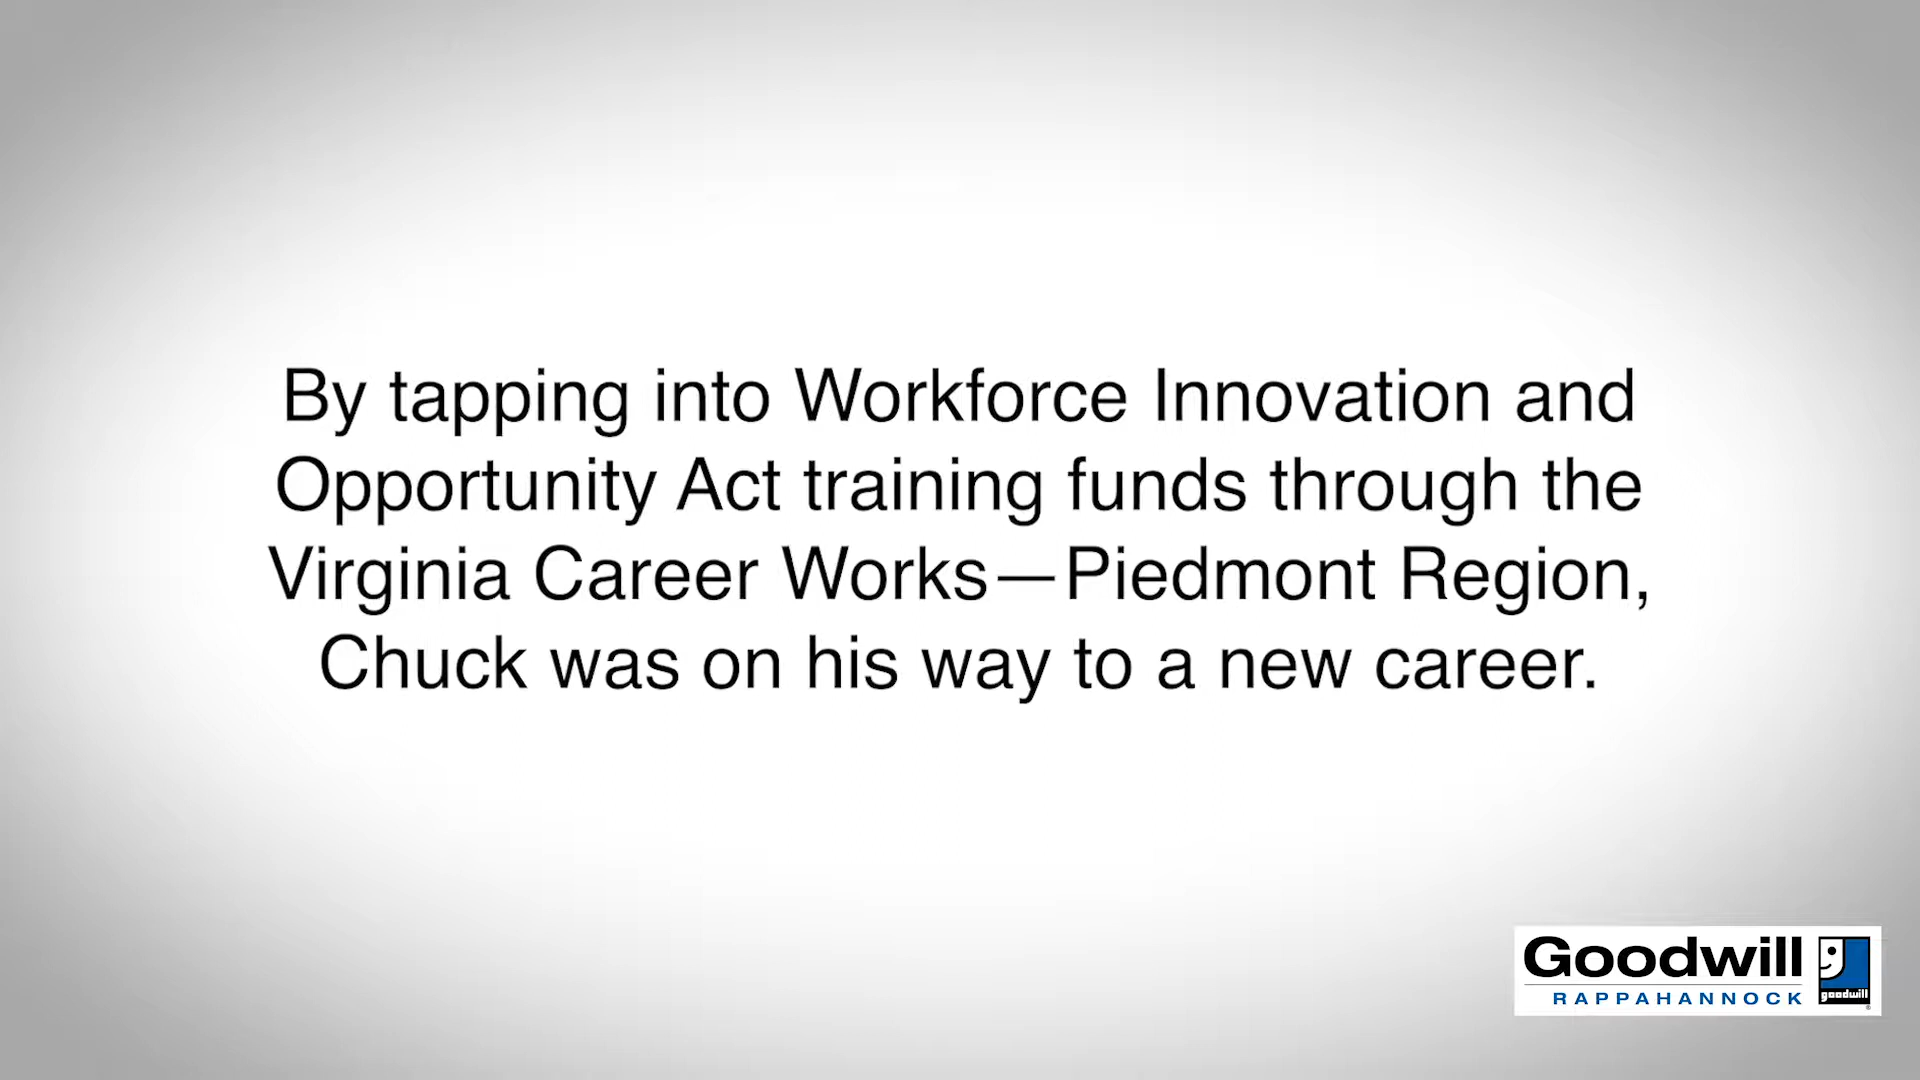 By tapping into Workforce Innovation and
Opportunity Act training funds through the
Virginia Career Works—Piedmont Region,
Chuck was on his way to a new career.
Goodwill
RAPPAHANNOCK
goodwill
®